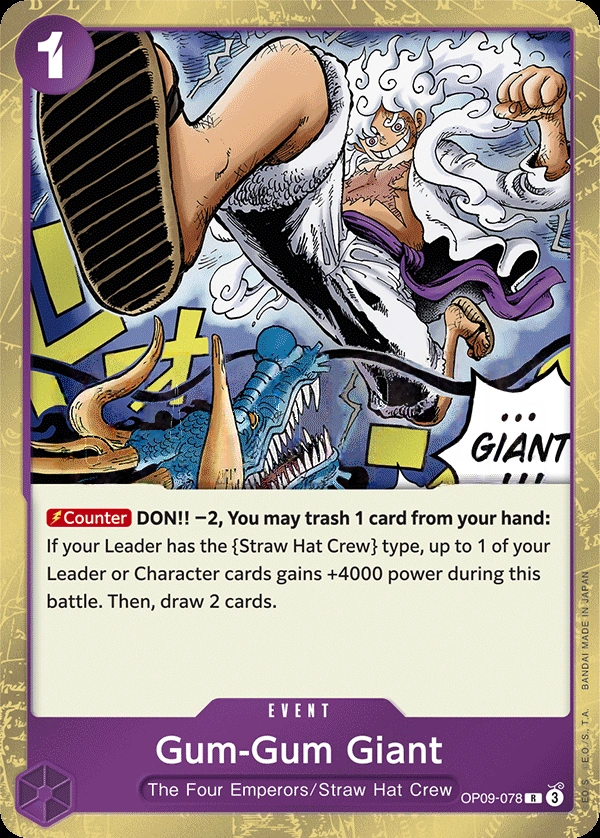 1
...
GIANT
!!!
Counter DON!! −2, You may trash 1 card from your hand:
If your Leader has the {Straw Hat Crew} type, up to 1 of your
Leader or Character cards gains +4000 power during this
battle. Then, draw 2 cards.
EVENT
Gum-Gum Giant
The Four Emperors/Straw Hat Crew
OP09-078 R 3
©E.O./S., T.A. BANDAI MADE IN JAPAN